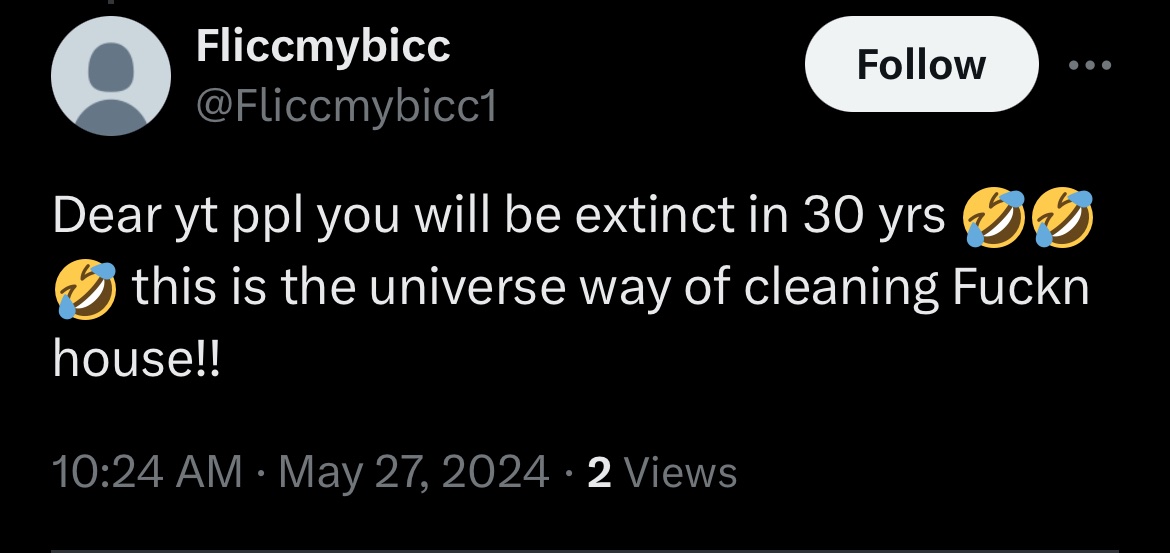 Fliccmybicc
Follow
@Fliccmybicc1
Dear yt ppl you will be extinct in 30 yrs 🤣🤣
🤣 this is the universe way of cleaning Fuckn
house!!
10:24 AM · May 27, 2024 · 2 Views